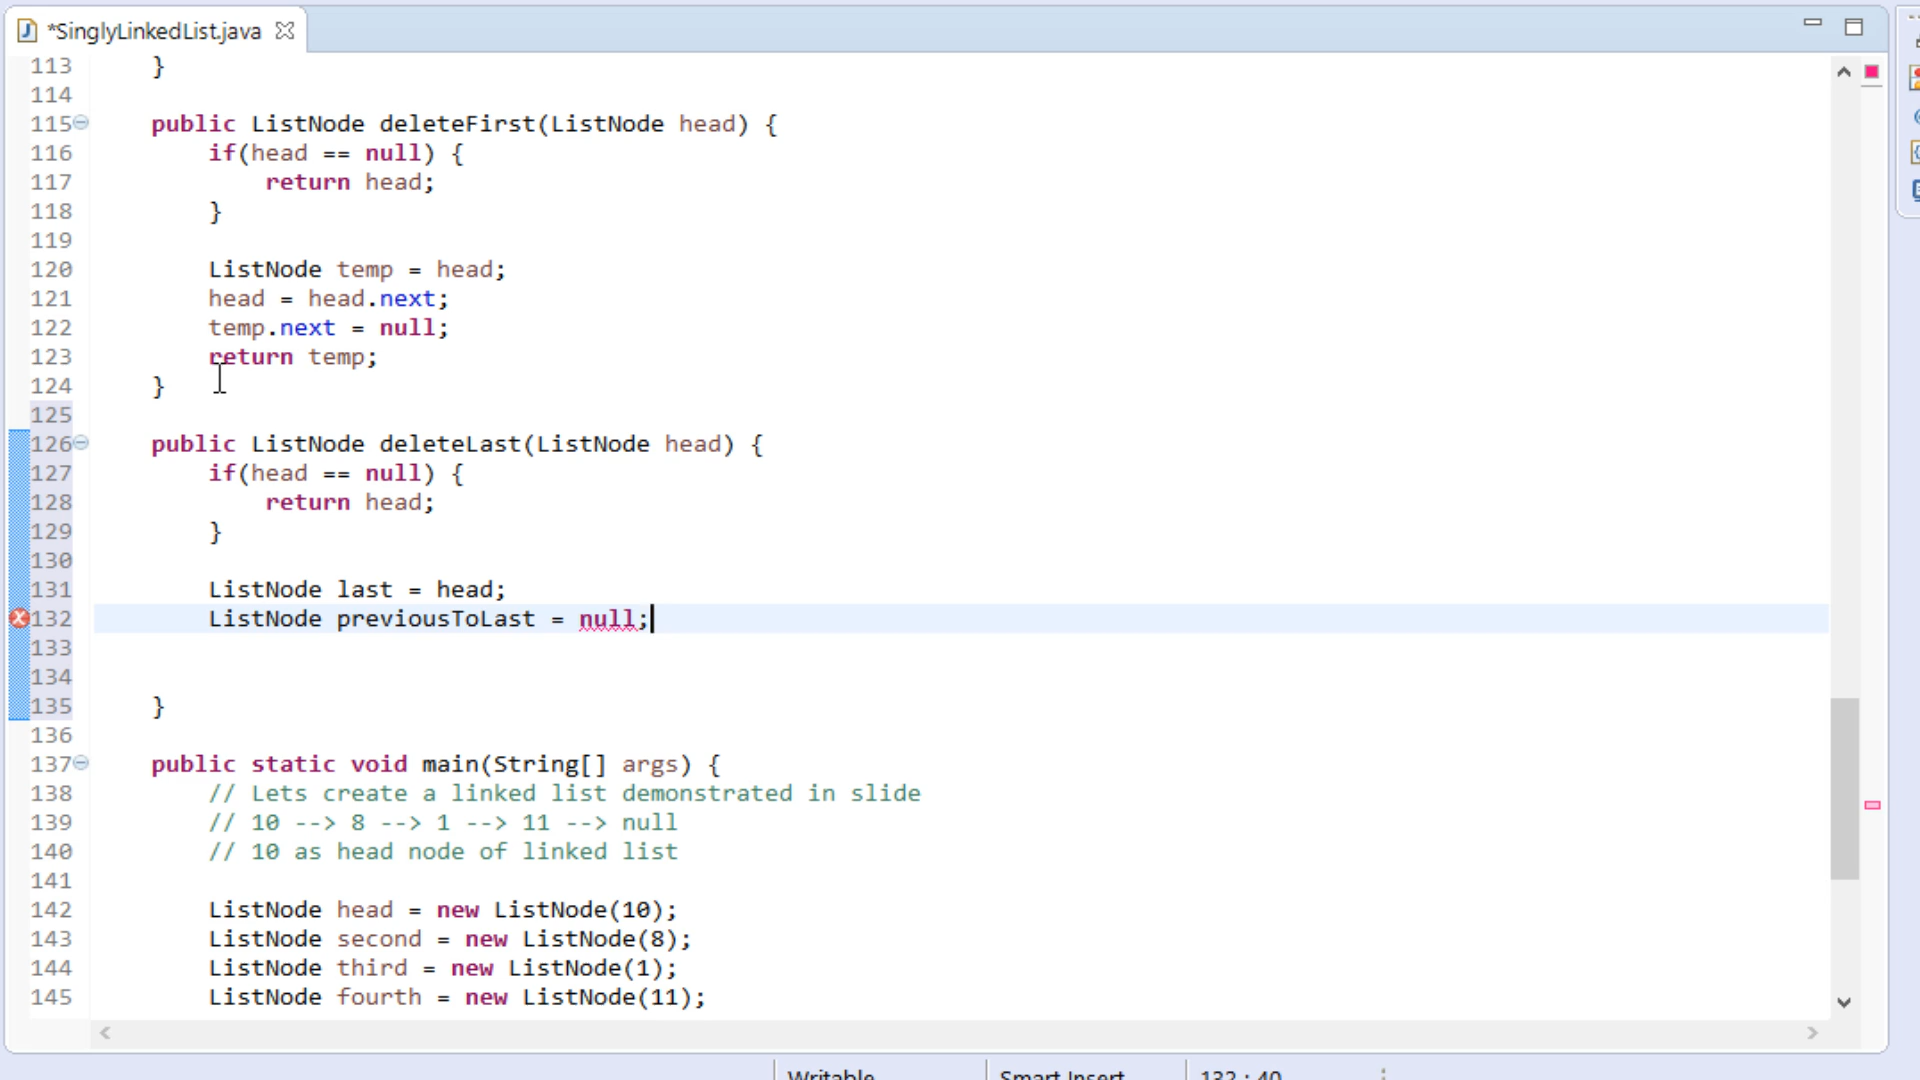 *SinglyLinkedList.java
113 }
114
115 public ListNode deleteFirst(ListNode head) {
116 if(head == null) {
117 return head;
118 }
119
120 ListNode temp = head;
121 head = head.next;
122 temp.next = null;
123 return temp;
124 }
125
126 public ListNode deleteLast(ListNode head) {
127 if(head == null) {
128 return head;
129 }
130
131 ListNode last = head;
132 ListNode previousToLast = null;
133
134
135 }
136
137 public static void main(String[] args) {
138 // Lets create a linked list demonstrated in slide
139 // 10 --> 8 --> 1 --> 11 --> null
140 // 10 as head node of linked list
141
142 ListNode head = new ListNode(10);
143 ListNode second = new ListNode(8);
144 ListNode third = new ListNode(1);
145 ListNode fourth = new ListNode(11);
Writable Smart Insert 132 : 40